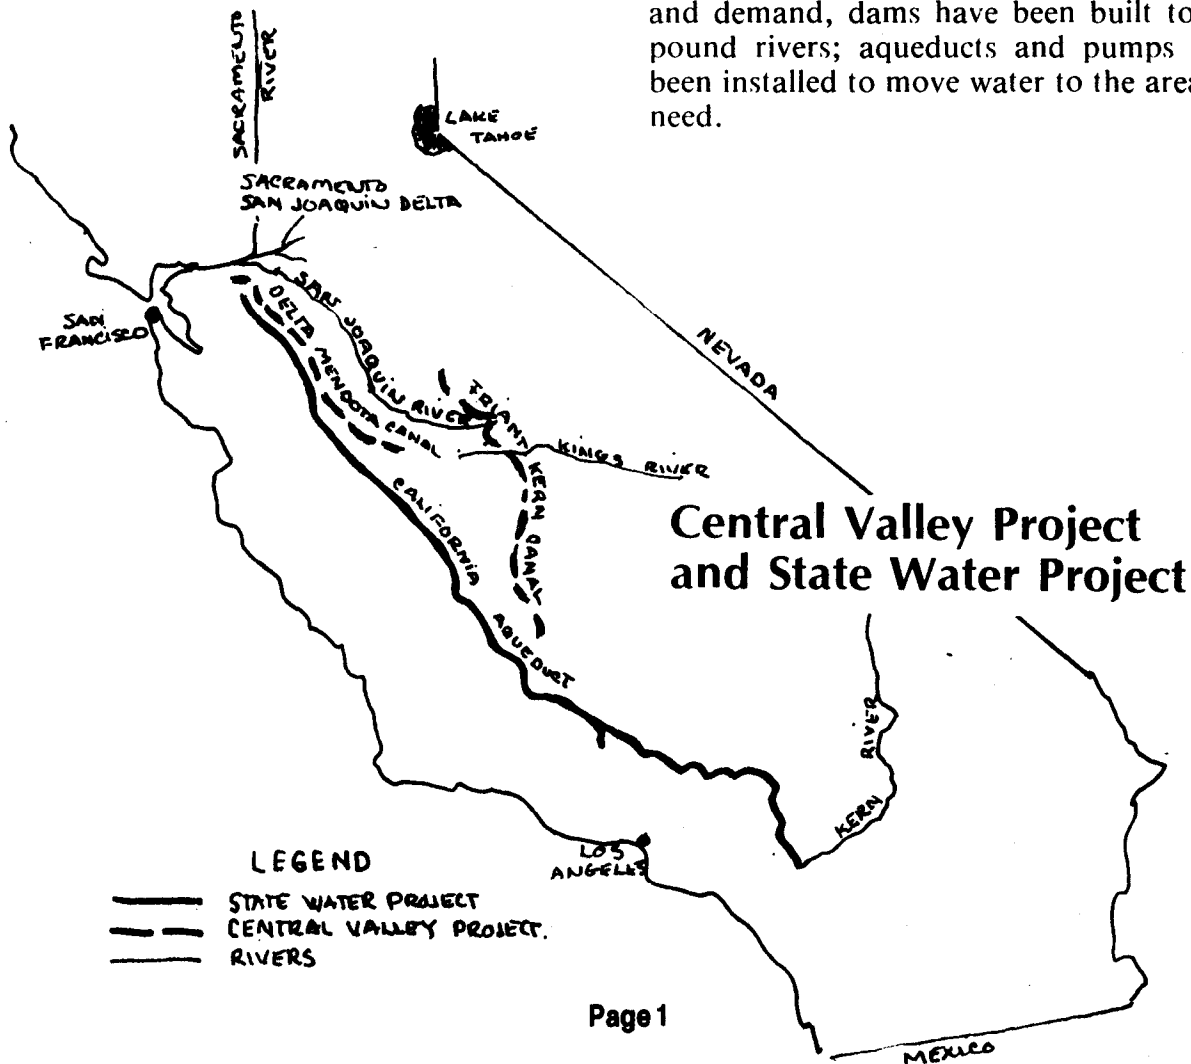 and demand, dams have been built to
pound rivers; aqueducts and pumps
been installed to move water to the area
need.
SACRAMENTO
RIVER
LAKE
TAHOE
SACRAMENTO
SAN JOAQUIN DELTA
SAN
FRANCISCO
SAN JOAQUIN RIVER
DELTA MENDOTA CANAL
NEVADA
FRIANT KERN CANAL
KINGS RIVER
CALIFORNIA AQUEDUCT
Central Valley Project
and State Water Project
KERN RIVER
LOS
ANGELES
LEGEND
STATE WATER PROJECT
CENTRAL VALLEY PROJECT.
RIVERS
Page 1
MEXICO